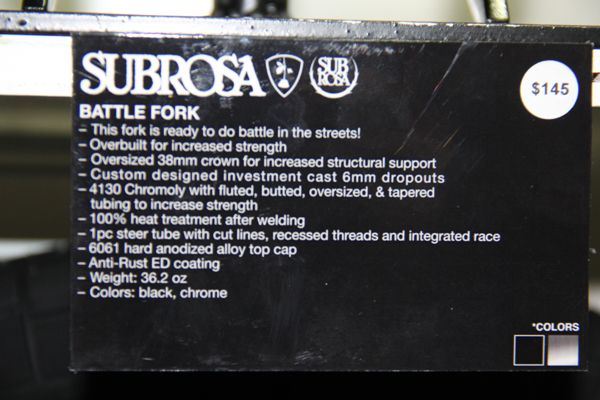 SUBROSA
SUB
ROSA
$145
BATTLE FORK
– This fork is ready to do battle in the streets!
– Overbuilt for increased strength
– Oversized 38mm crown for increased structural support
– Custom designed investment cast 6mm dropouts
– 4130 Chromoly with fluted, butted, oversized, & tapered
tubing to increase strength
– 100% heat treatment after welding
– 1pc steer tube with cut lines, recessed threads and integrated race
– 6061 hard anodized alloy top cap
– Anti-Rust ED coating
– Weight: 36.2 oz
– Colors: black, chrome
*COLORS